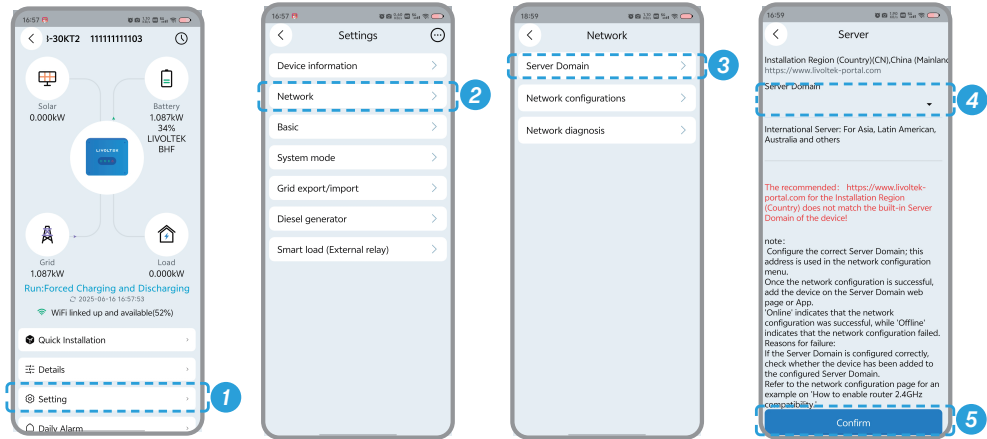 16:57
I-30KT2 111111111103
Solar
0.000kW
Battery
1.087kW
34%
LIVOLTEK
BHF
LIVOLTEK
Grid
1.087kW
Load
0.000kW
Run:Forced Charging and Discharging
2025-06-16 16:57:53
WiFi linked up and available(52%)
Quick Installation
Details
Setting
1
Daily Alarm
16:57
Settings
Device information
Network
2
Basic
System mode
Grid export/import
Diesel generator
Smart load (External relay)
18:59
Network
Server Domain
3
Network configurations
Network diagnosis
16:59
Server
Installation Region (Country)(CN),China (Mainland
https://www.livoltek-portal.com
Server Domain
4
International Server: For Asia, Latin American,
Australia and others
The recommended: https://www.livoltek-
portal.com for the Installation Region
(Country) does not match the built-in Server
Domain of the device!
note:
Configure the correct Server Domain; this
address is used in the network configuration
menu.
Once the network configuration is successful,
add the device on the Server Domain web
page or App.
'Online' indicates that the network
configuration was successful, while 'Offline'
indicates that the network configuration failed.
Reasons for failure:
If the Server Domain is configured correctly,
check whether the device has been added to
the configured Server Domain.
Refer to the network configuration page for an
example on 'How to enable router 2.4GHz
compatibility.'
Confirm
5